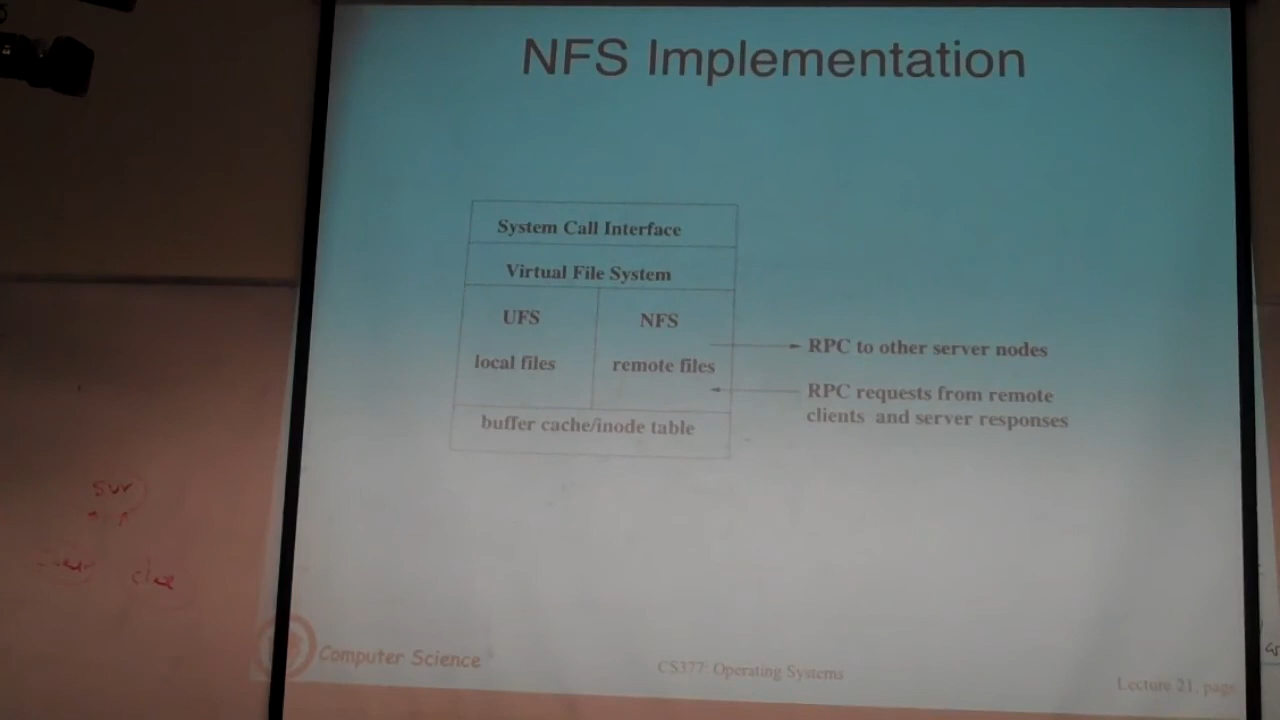 NFS Implementation
System Call Interface
Virtual File System
UFS
NFS
local files
remote files
RPC to other server nodes
RPC requests from remote
clients and server responses
buffer cache/inode table
Computer Science
CS377: Operating Systems
Lecture 21, page